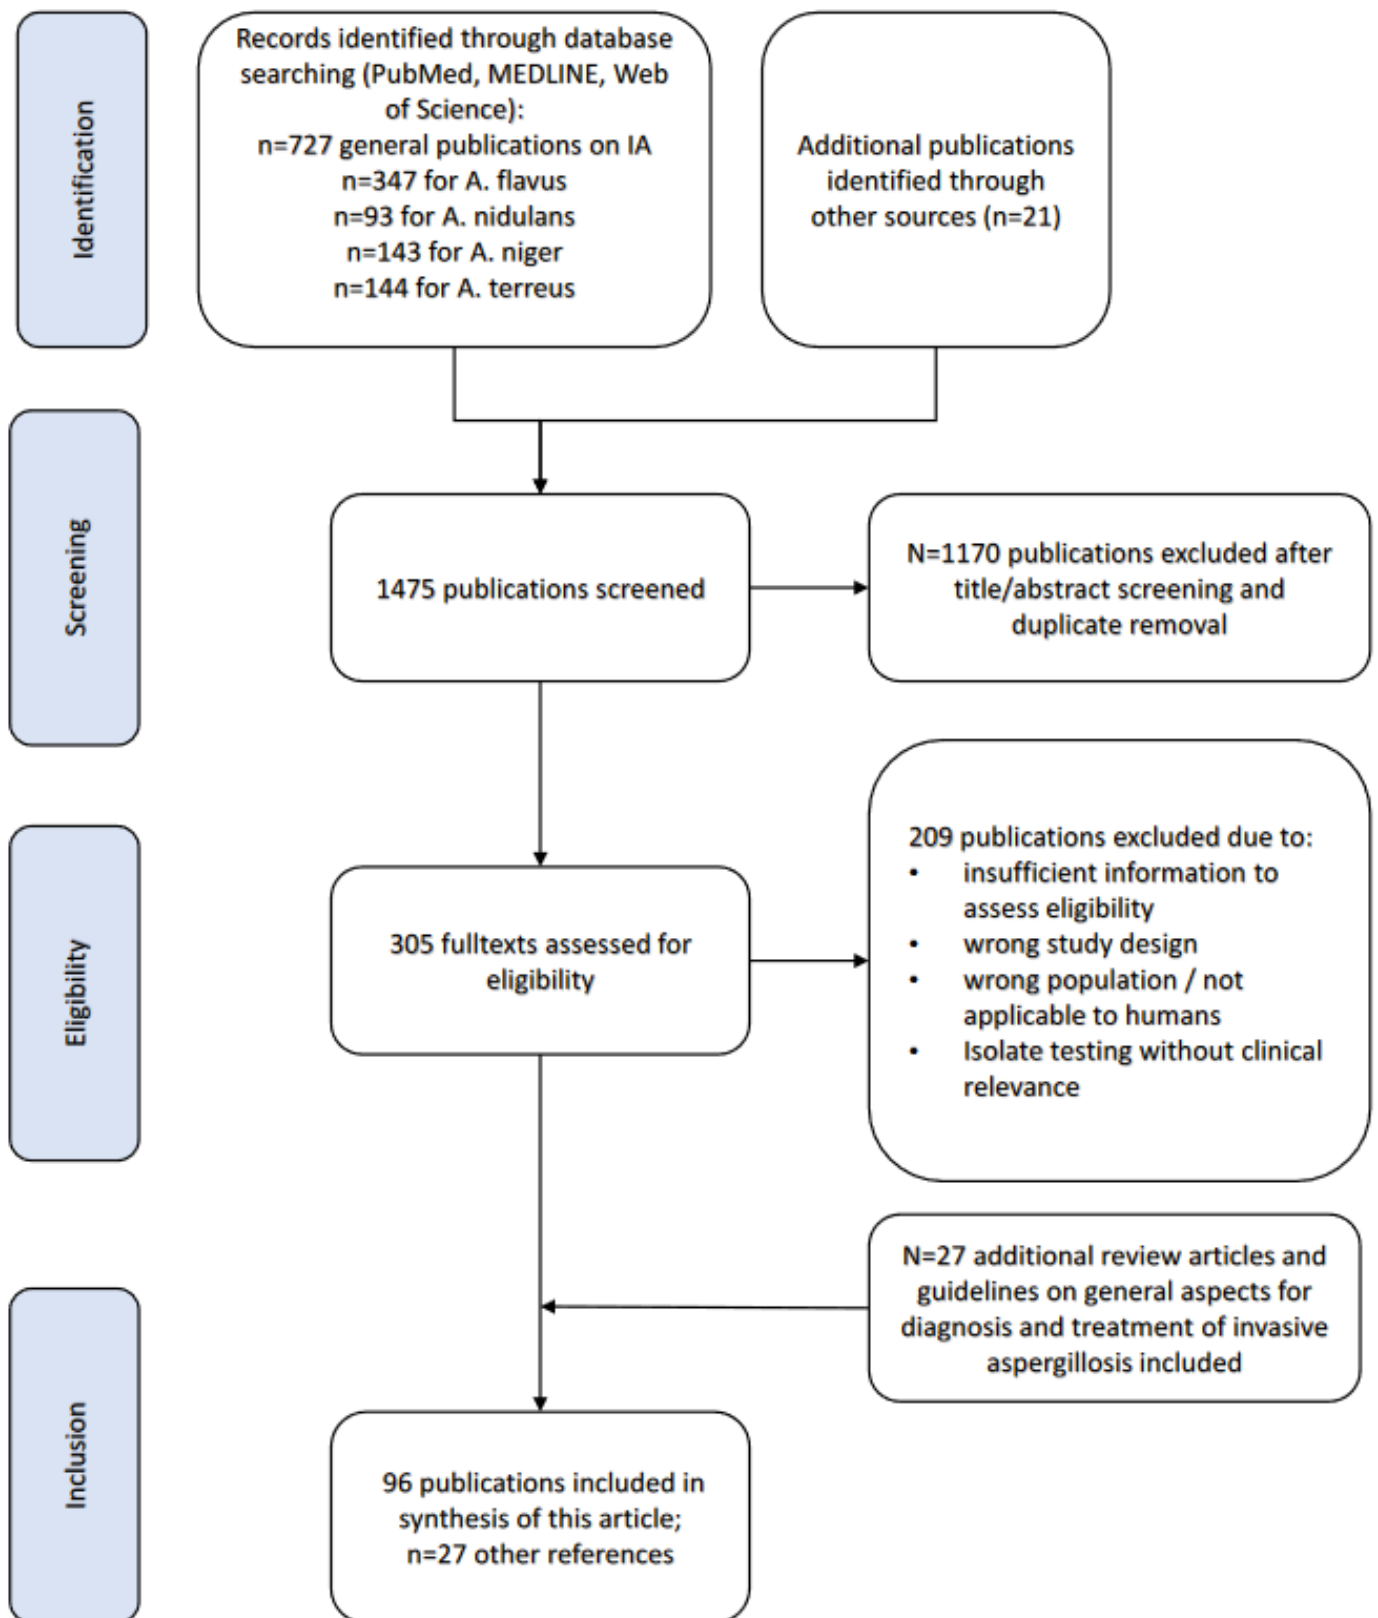 Identification
Records identified through database
searching (PubMed, MEDLINE, Web
of Science):
n=727 general publications on IA
n=347 for A. flavus
n=93 for A. nidulans
n=143 for A. niger
n=144 for A. terreus
Additional publications
identified through
other sources (n=21)
Screening
1475 publications screened
N=1170 publications excluded after
title/abstract screening and
duplicate removal
Eligibility
305 fulltexts assessed for
eligibility
209 publications excluded due to:
• insufficient information to
assess eligibility
• wrong study design
• wrong population / not
applicable to humans
• Isolate testing without clinical
relevance
N=27 additional review articles and
guidelines on general aspects for
diagnosis and treatment of invasive
aspergillosis included
Inclusion
96 publications included in
synthesis of this article;
n=27 other references